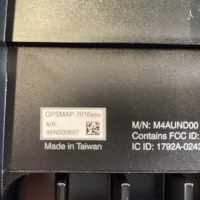 GPSMAP 7616xsv
S/N:
Made in Taiwan
M/N: M4AUND00
Contains FCC ID:
IC ID: 1792A-0243